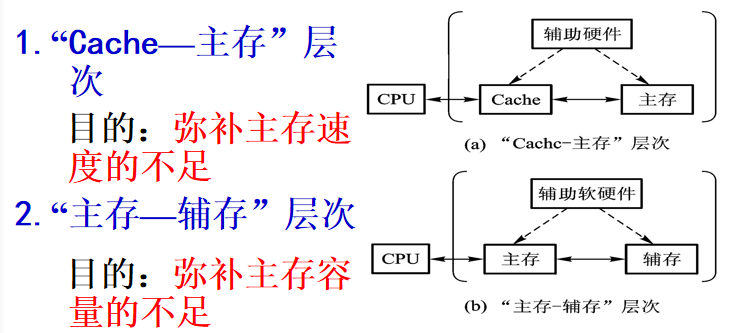 1.“Cache—主存”层
次
目的：弥补主存速
度的不足
2.“主存—辅存”层次
目的：弥补主存容
量的不足
辅助硬件
CPU
Cache
主存
(a) “Cachc-主存”层次
辅助软硬件
CPU
主存
辅存
(b) “主存-辅存”层次